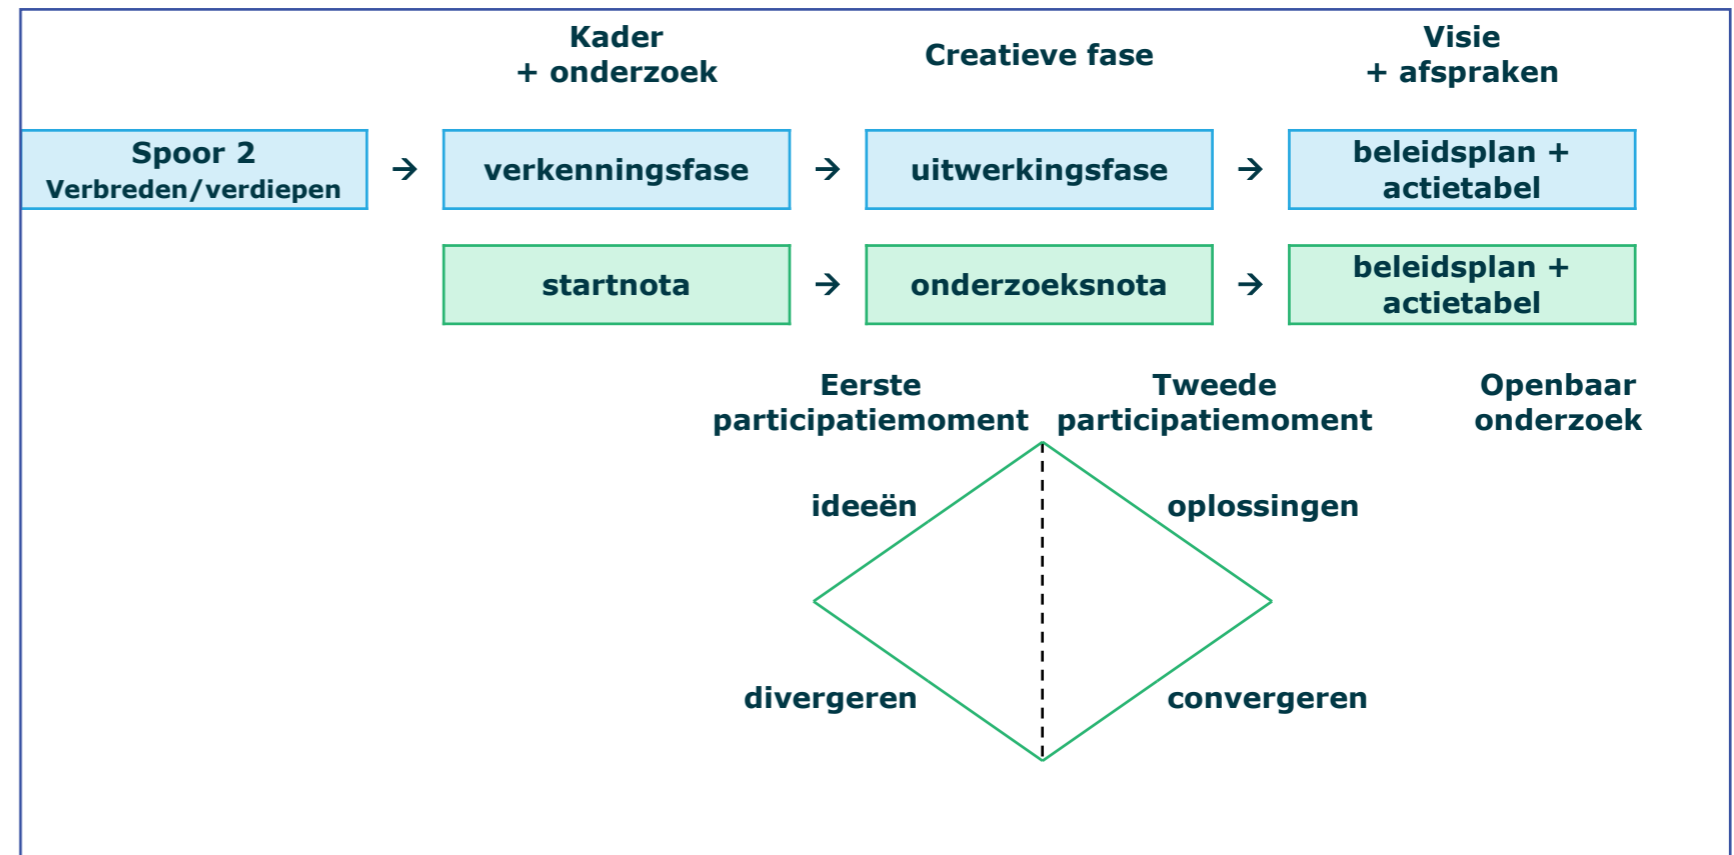 Kader
+ onderzoek
Creatieve fase
Visie
+ afspraken
Spoor 2
Verbreden/verdiepen
→
verkenningsfase
→
uitwerkingsfase
→
beleidsplan +
actietabel
startnota
→
onderzoeksnota
→
beleidsplan +
actietabel
Eerste
participatiemoment
Tweede
participatiemoment
Openbaar
onderzoek
ideeën
oplossingen
divergeren
convergeren